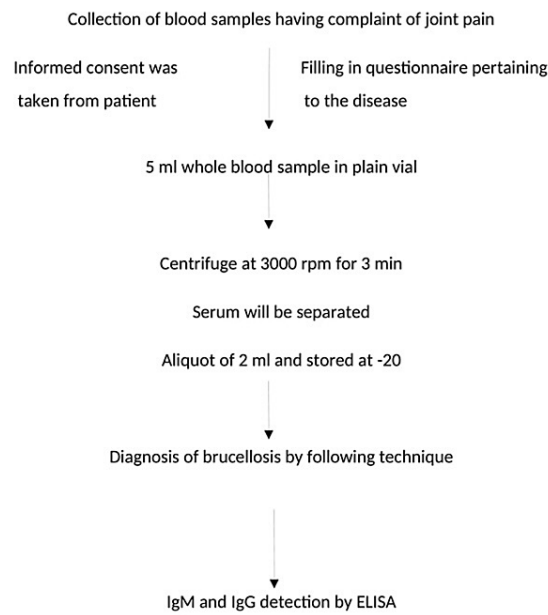 Collection of blood samples having complaint of joint pain
Informed consent was
taken from patient
Filling in questionnaire pertaining
to the disease
5 ml whole blood sample in plain vial
Centrifuge at 3000 rpm for 3 min
Serum will be separated
Aliquot of 2 ml and stored at -20
Diagnosis of brucellosis by following technique
IgM and IgG detection by ELISA